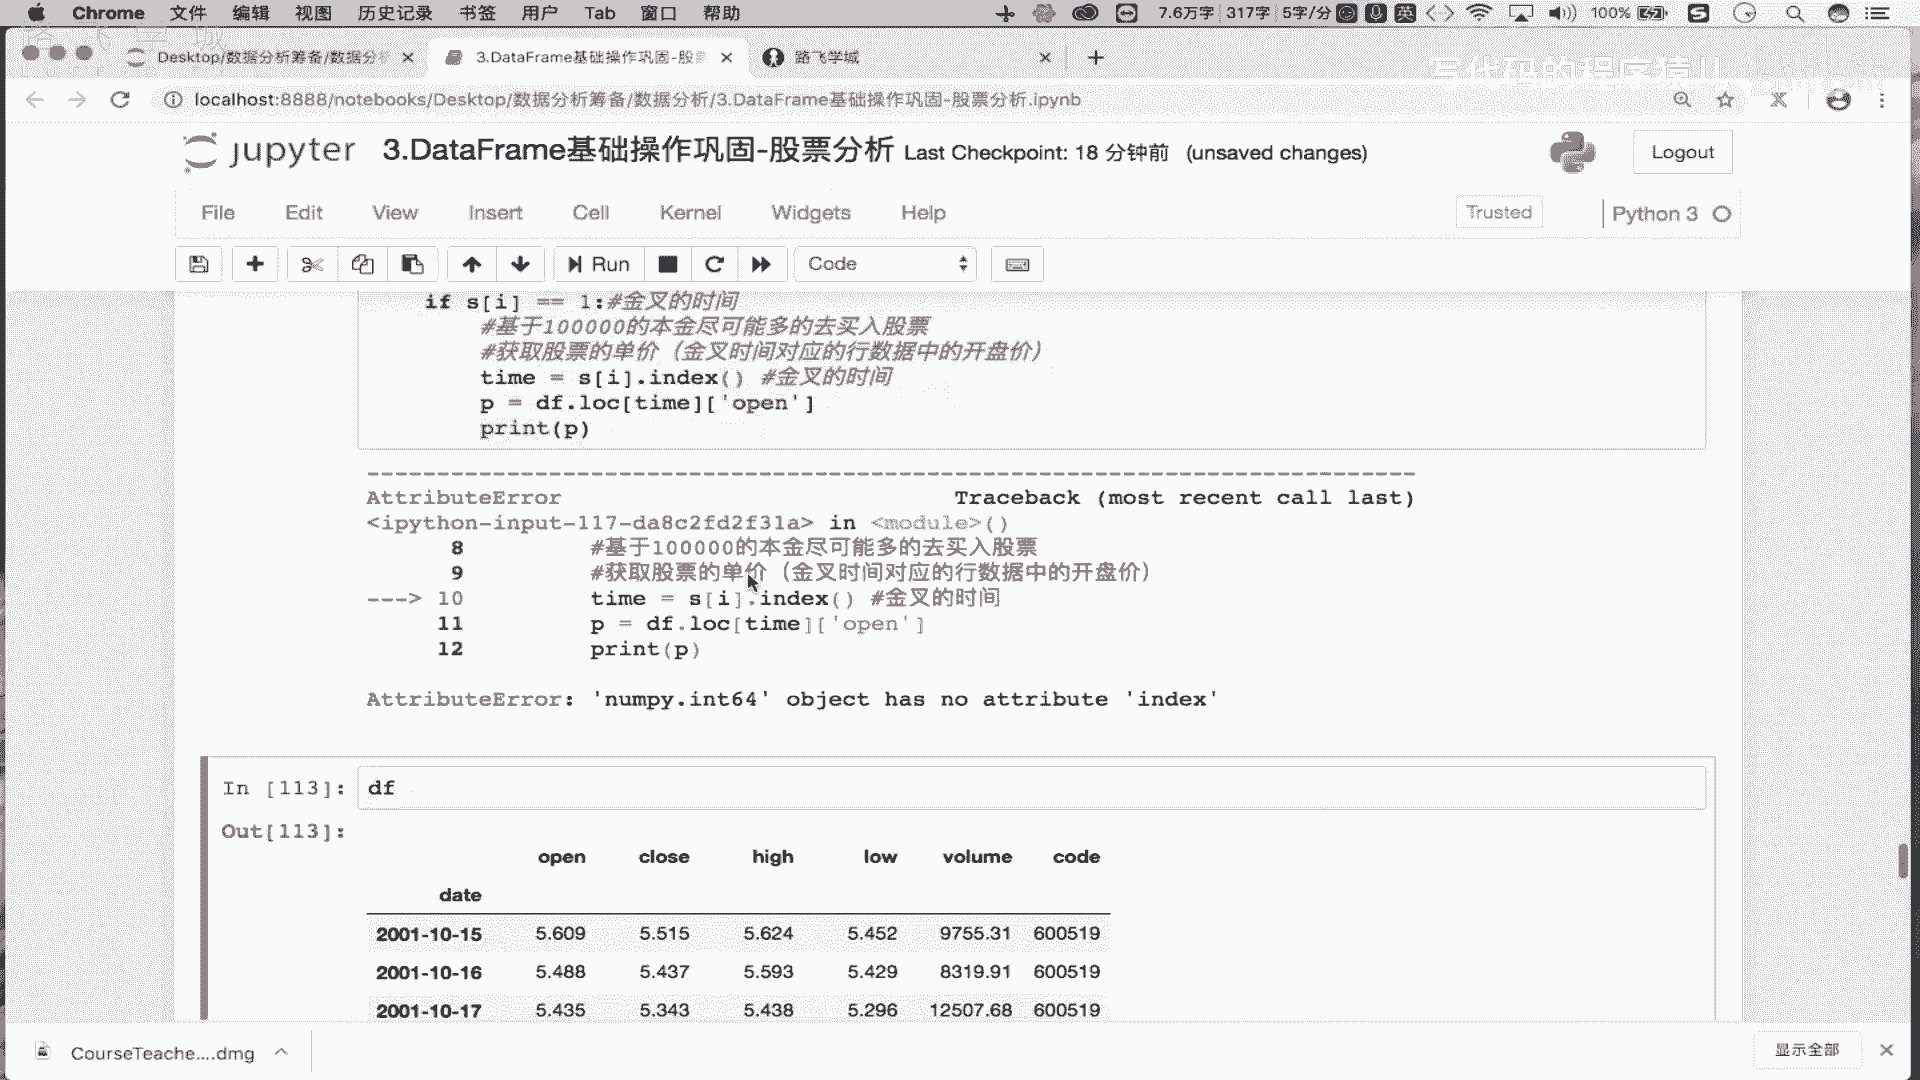 Chrome 文件 编辑 视图 历史记录 书签 用户 Tab 窗口 帮助 7.6万字 317字 5字/分 英 100%
Desktop/数据分析筹备/数据分析 3.DataFrame基础操作巩固-股票 路飞学城
写代码的程序猿儿
localhost:8888/notebooks/Desktop/数据分析筹备/数据分析/3.DataFrame基础操作巩固-股票分析.ipynb
jupyter 3.DataFrame基础操作巩固-股票分析 Last Checkpoint: 18 分钟前 (unsaved changes) Logout
File Edit View Insert Cell Kernel Widgets Help Trusted Python 3
Run Code
if s[i] == 1:#金叉的时间
#基于100000的本金尽可能多的去买入股票
#获取股票的单价（金叉时间对应的行数据中的开盘价）
time = s[i].index() #金叉的时间
p = df.loc[time]['open']
print(p)
---------------------------------------------------------------------------
AttributeError Traceback (most recent call last)
<ipython-input-117-da8c2fd2f31a> in <module>()
8 #基于100000的本金尽可能多的去买入股票
9 #获取股票的单价（金叉时间对应的行数据中的开盘价）
---> 10 time = s[i].index() #金叉的时间
11 p = df.loc[time]['open']
12 print(p)
AttributeError: 'numpy.int64' object has no attribute 'index'
In [113]: df
Out[113]:
open close high low volume code
date
2001-10-15 5.609 5.515 5.624 5.452 9755.31 600519
2001-10-16 5.488 5.437 5.593 5.429 8319.91 600519
2001-10-17 5.435 5.343 5.438 5.296 12507.68 600519
CourseTeache....dmg 显示全部